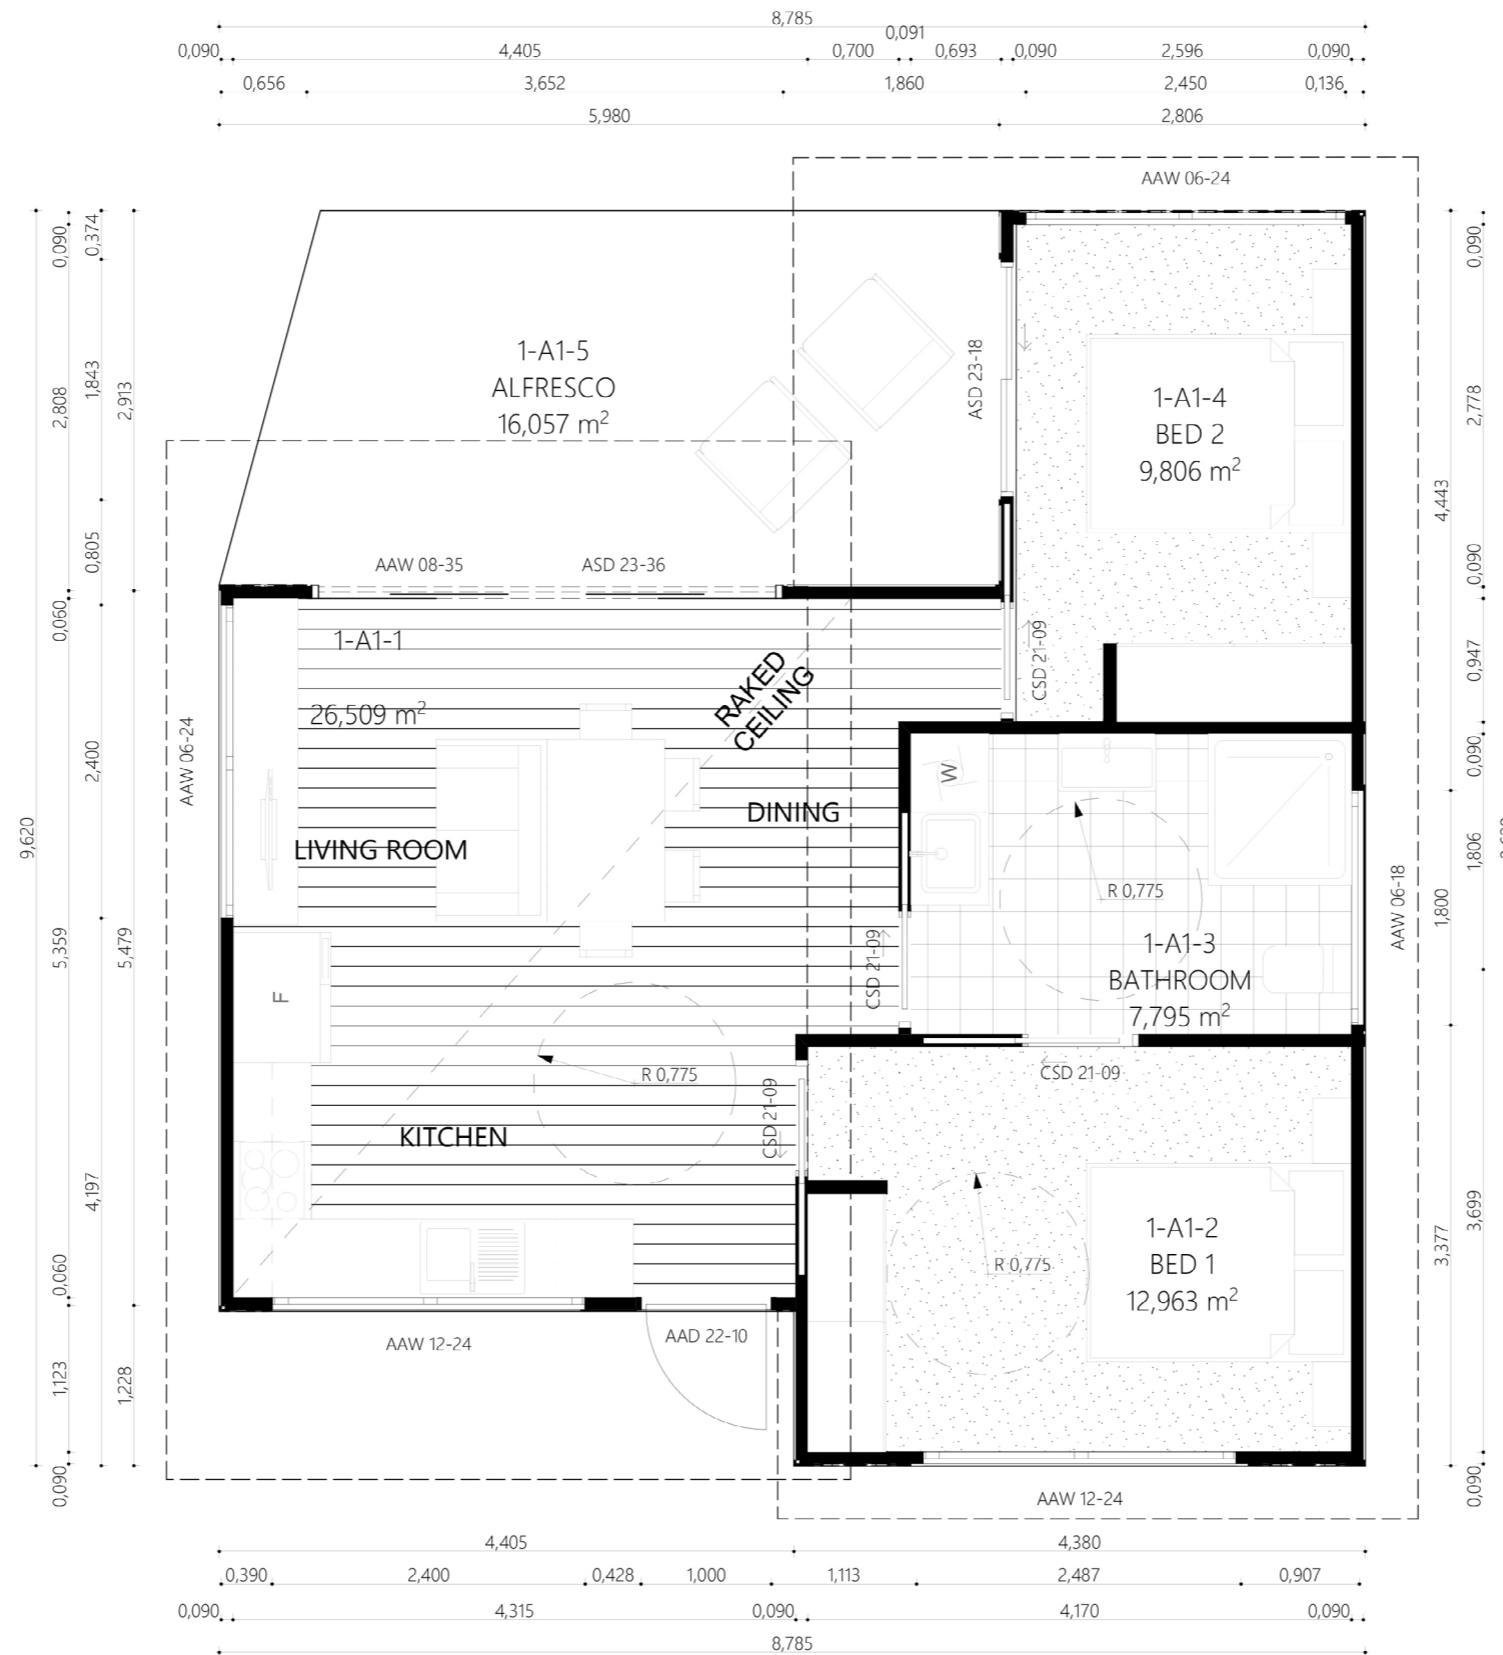 8,785
0,091
0,090 4,405 0,700 0,693 0,090 2,596 0,090
0,656 3,652 1,860 2,450 0,136
5,980 2,806
AAW 06-24
0,090
0,374
0,090
1-A1-5
ALFRESCO
16,057 m²
ASD 23-18
1-A1-4
BED 2
9,806 m²
2,808
1,843
2,913
2,778
4,443
0,805
AAW 08-35
ASD 23-36
0,090
0,060
1-A1-1
26,509 m²
RAKED
CEILING
CSD 21-09
0,947
AAW 06-24
2,400
W
0,090
DINING
LIVING ROOM
9,620
1,806
R 0,775
AAW 06-18
1,800
5,359
5,479
CSD 21-09
1-A1-3
BATHROOM
7,795 m²
F
R 0,775
CSD 21-09
CSD 21-09
KITCHEN
4,197
3,699
3,377
1-A1-2
BED 1
12,963 m²
R 0,775
0,060
AAW 12-24
AAD 22-10
1,123
1,228
0,090
AAW 12-24
0,090
4,405 4,380
0,390 2,400 0,428 1,000 1,113 2,487 0,907
0,090 4,315 0,090 4,170 0,090
8,785